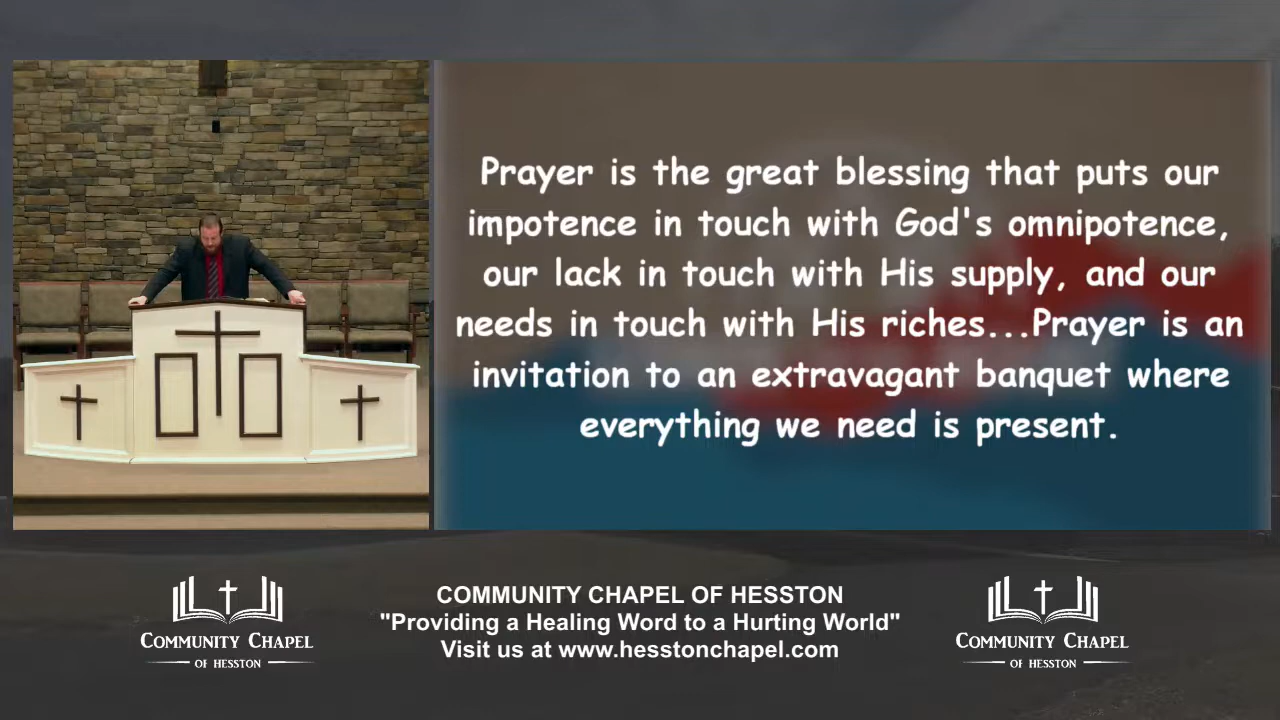 Prayer is the great blessing that puts our
impotence in touch with God's omnipotence,
our lack in touch with His supply, and our
needs in touch with His riches...Prayer is an
invitation to an extravagant banquet where
everything we need is present.
COMMUNITY CHAPEL
OF HESSTON
COMMUNITY CHAPEL OF HESSTON
"Providing a Healing Word to a Hurting World"
Visit us at www.hesstonchapel.com
COMMUNITY CHAPEL
OF HESSTON